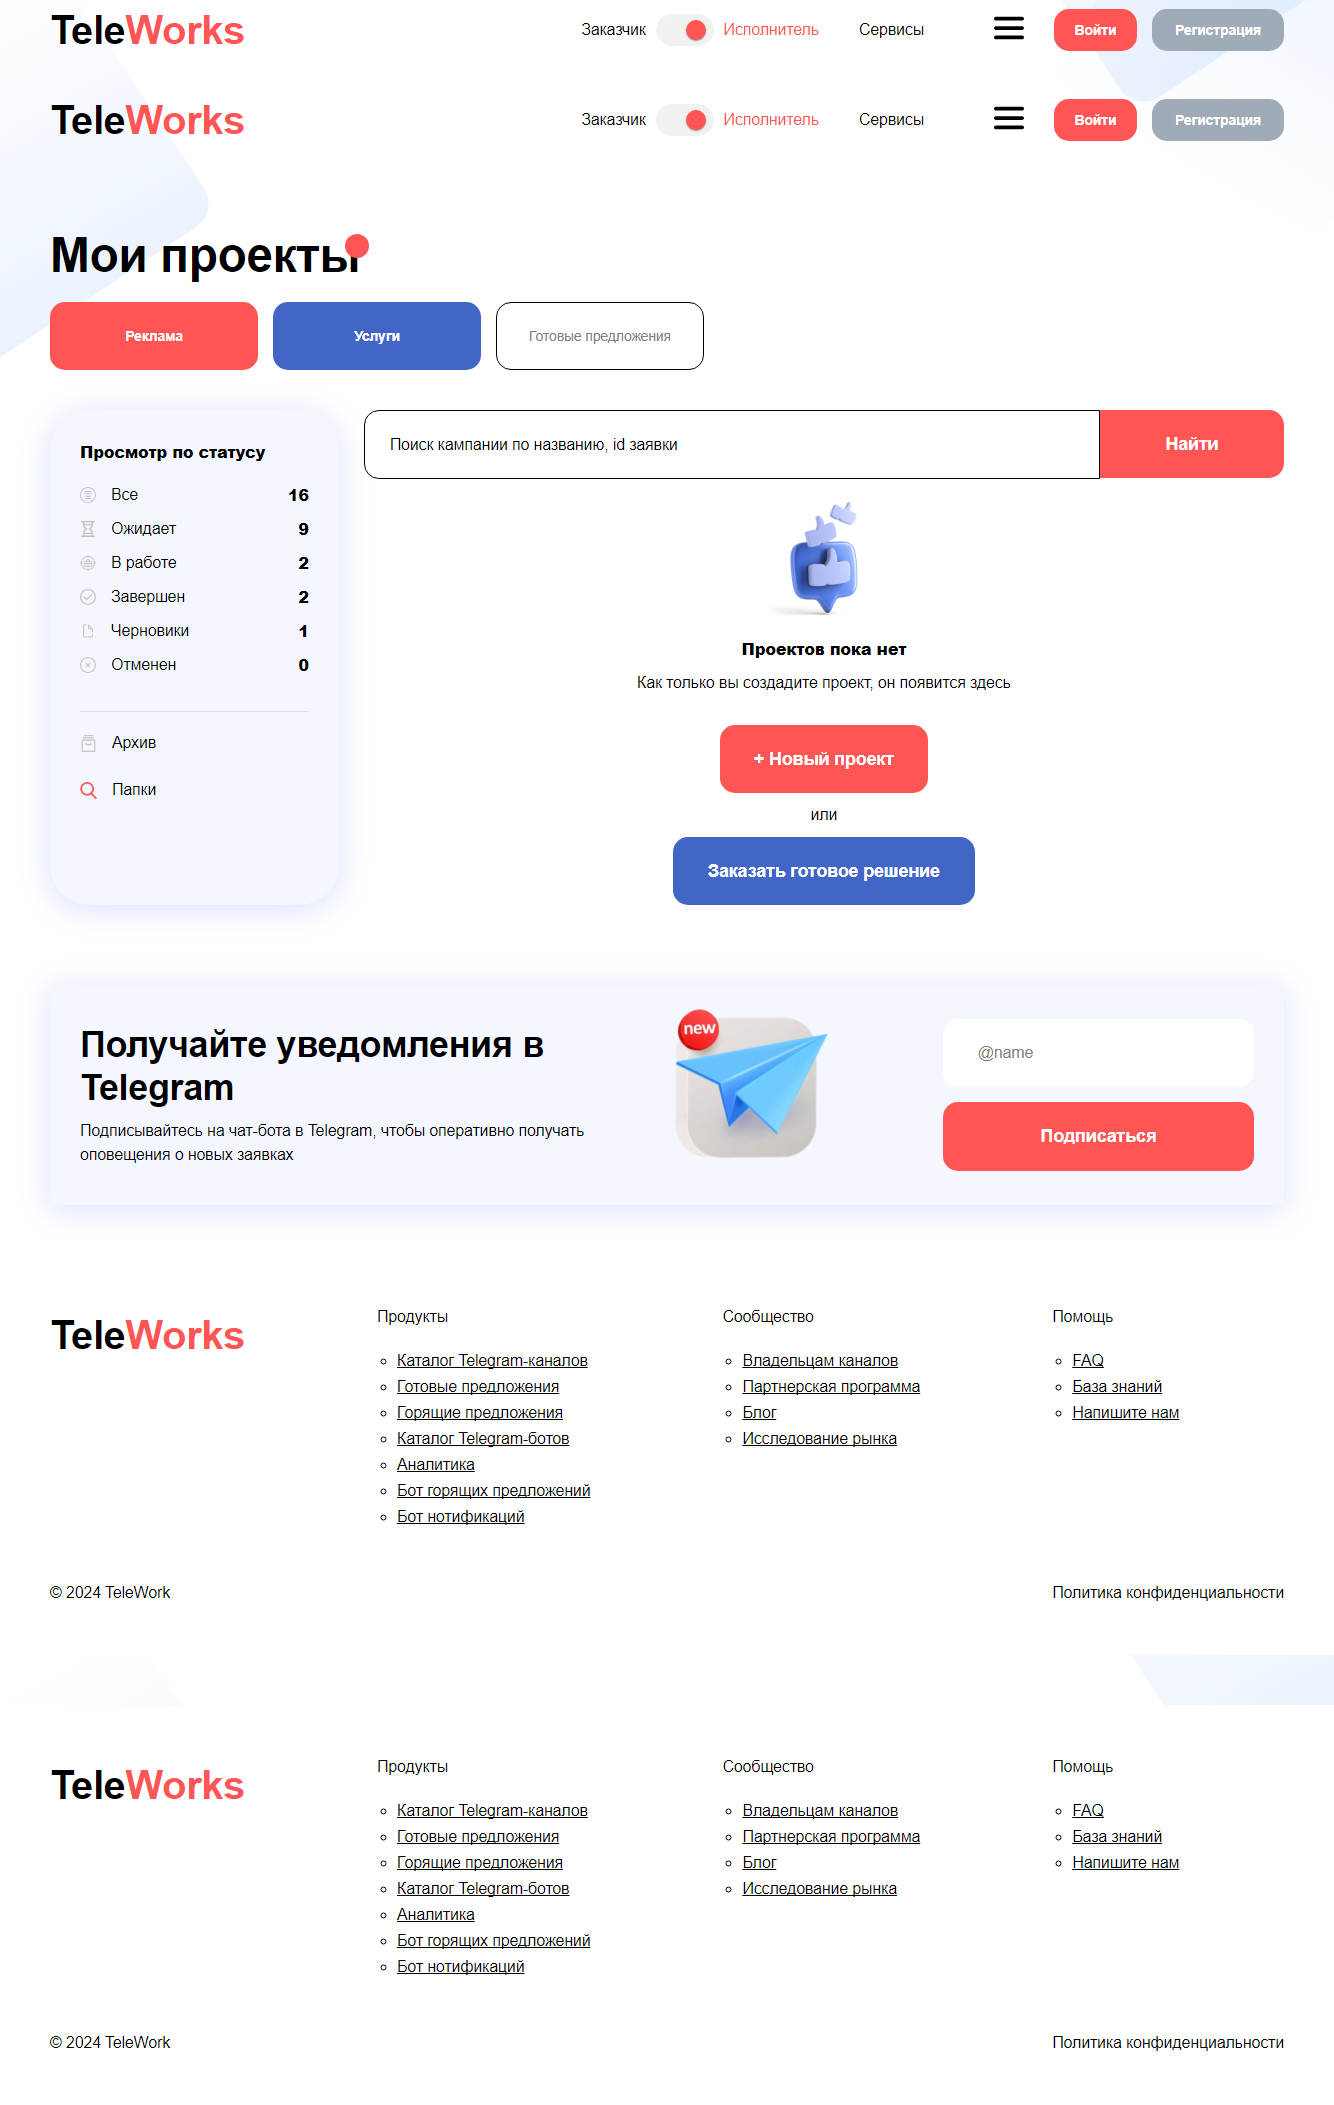 TeleWorks
Заказчик
Исполнитель
Сервисы
Войти
Регистрация
TeleWorks
Заказчик
Исполнитель
Сервисы
Войти
Регистрация
Мои проекты
Реклама
Услуги
Готовые предложения
Просмотр по статусу
Все 16
Ожидает 9
В работе 2
Завершен 2
Черновики 1
Отменен 0
Архив
Папки
Поиск кампании по названию, id заявки
Найти
Проектов пока нет
Как только вы создадите проект, он появится здесь
+ Новый проект
или
Заказать готовое решение
Получайте уведомления в
Telegram
Подписывайтесь на чат-бота в Telegram, чтобы оперативно получать
оповещения о новых заявках
new
@name
Подписаться
TeleWorks
Продукты
Каталог Telegram-каналов
Готовые предложения
Горящие предложения
Каталог Telegram-ботов
Аналитика
Бот горящих предложений
Бот нотификаций
Сообщество
Владельцам каналов
Партнерская программа
Блог
Исследование рынка
Помощь
FAQ
База знаний
Напишите нам
© 2024 TeleWork
Политика конфиденциальности
TeleWorks
Продукты
Каталог Telegram-каналов
Готовые предложения
Горящие предложения
Каталог Telegram-ботов
Аналитика
Бот горящих предложений
Бот нотификаций
Сообщество
Владельцам каналов
Партнерская программа
Блог
Исследование рынка
Помощь
FAQ
База знаний
Напишите нам
© 2024 TeleWork
Политика конфиденциальности